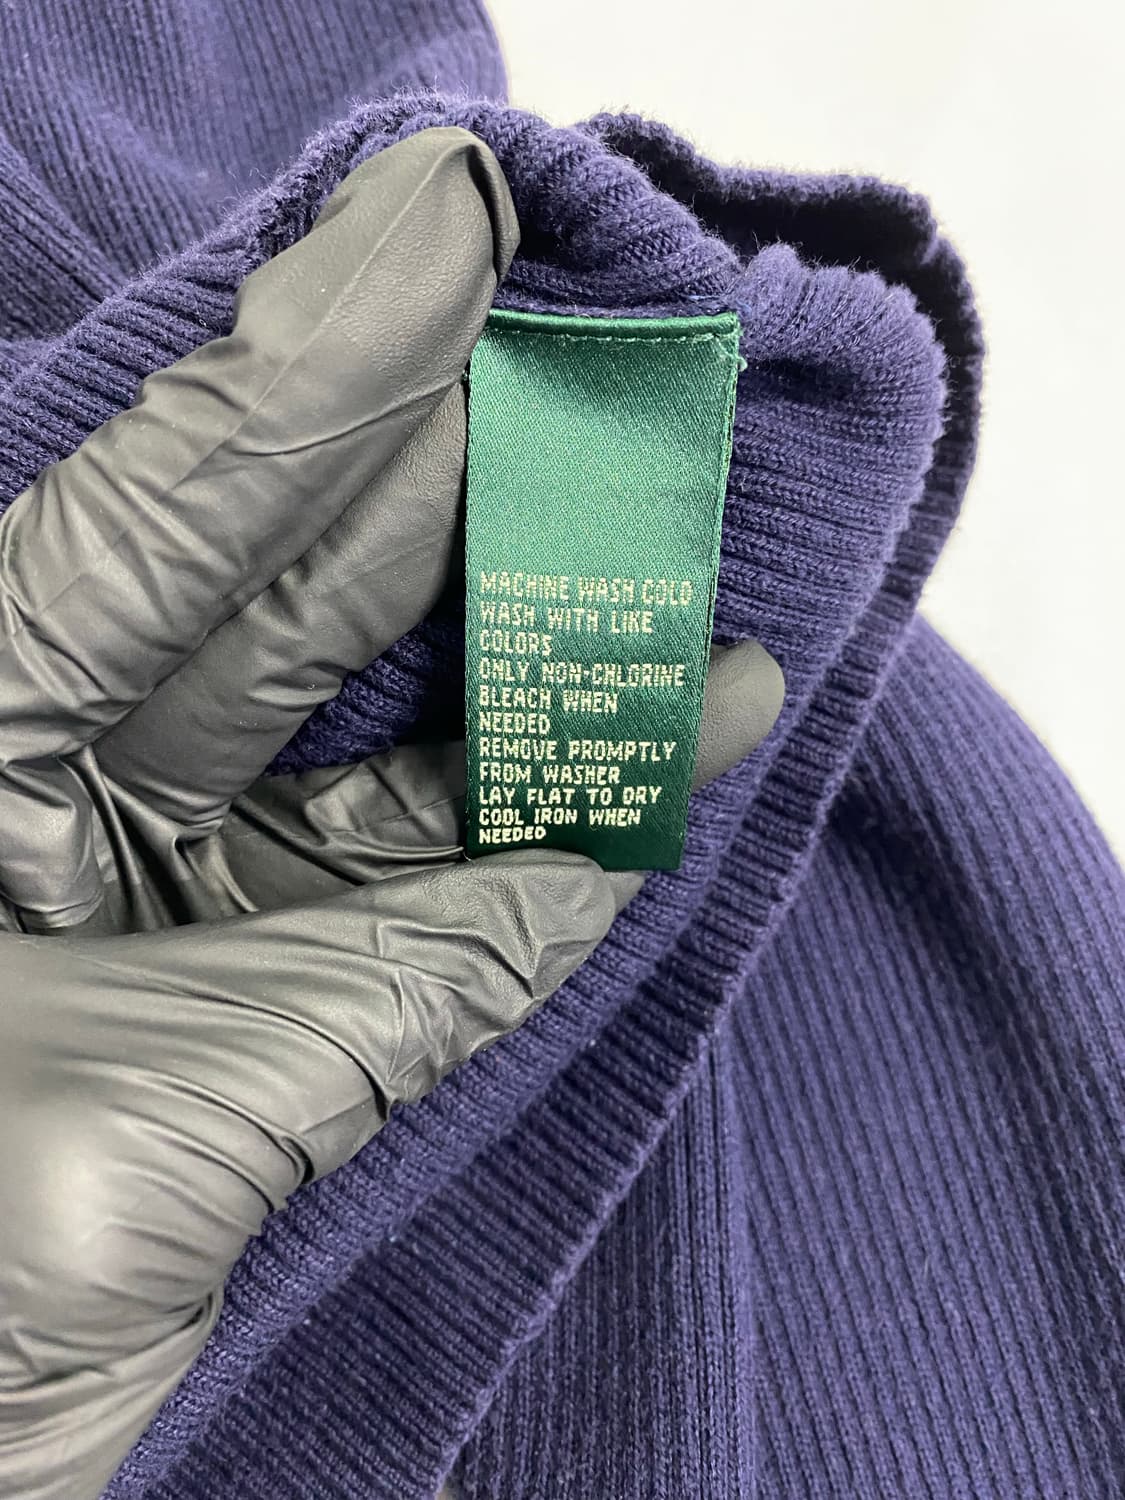 MACHINE WASH COLD
WASH WITH LIKE
COLORS
ONLY NON-CHLORINE
BLEACH WHEN
NEEDED
REMOVE PROMPTLY
FROM WASHER
LAY FLAT TO DRY
COOL IRON WHEN
NEEDED